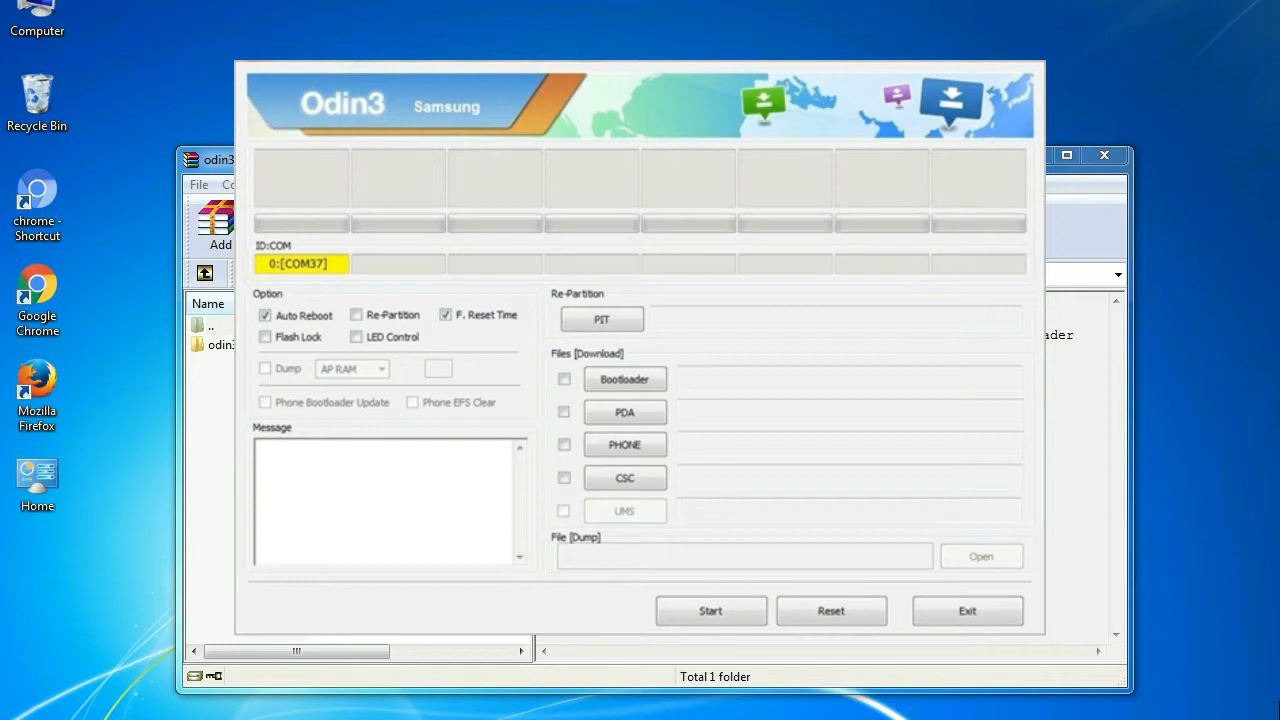 Computer
Recycle Bin
chrome -
Shortcut
Google
Chrome
Mozilla
Firefox
Home
odin3
File Co
Add
Name
..
odin3
ader
Total 1 folder
Odin3 Samsung
ID:COM
0:[COM37]
Option
Auto Reboot Re-Partition F. Reset Time
Flash Lock LED Control
Dump AP RAM
Phone Bootloader Update Phone EFS Clear
Message
Re-Partition
PIT
Files [Download]
Bootloader
PDA
PHONE
CSC
UMS
File [Dump]
Open
Start Reset Exit